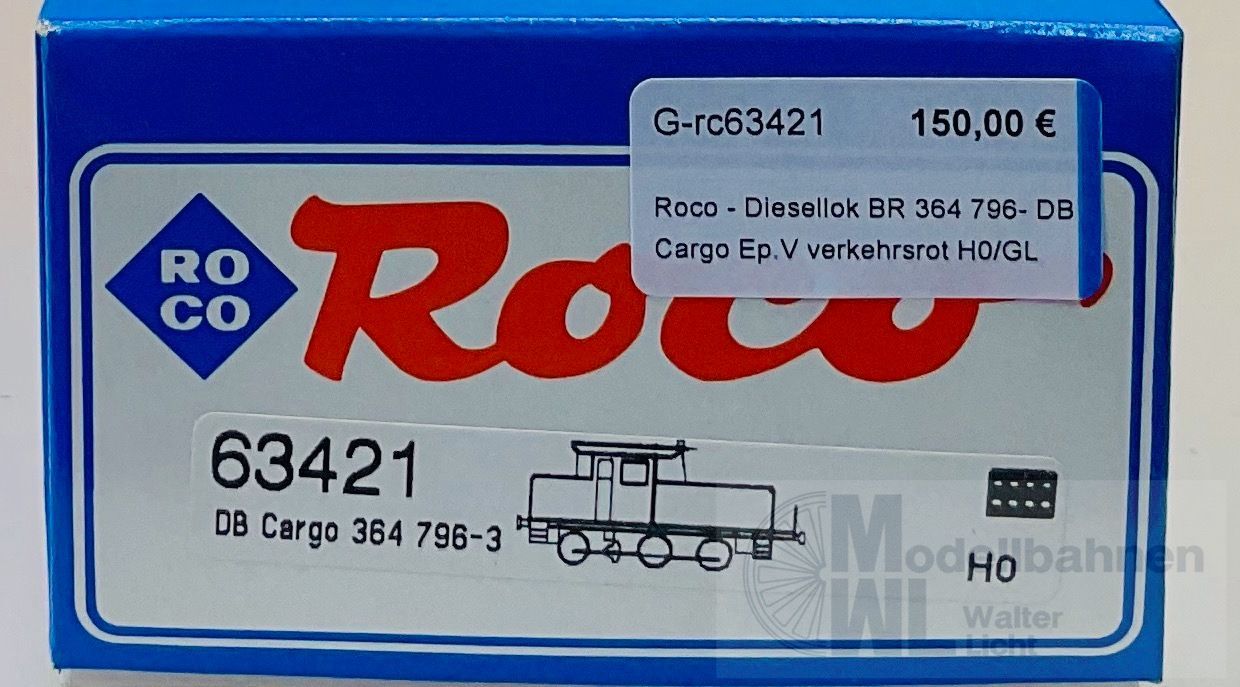 G-rc63421 150,00 €
Roco - Diesellok BR 364 796- DB
Cargo Ep.V verkehrsrot H0/GL
RO
CO
Roco
63421
DB Cargo 364 796-3
H0
Modellbahnen
WL
Walter
Licht